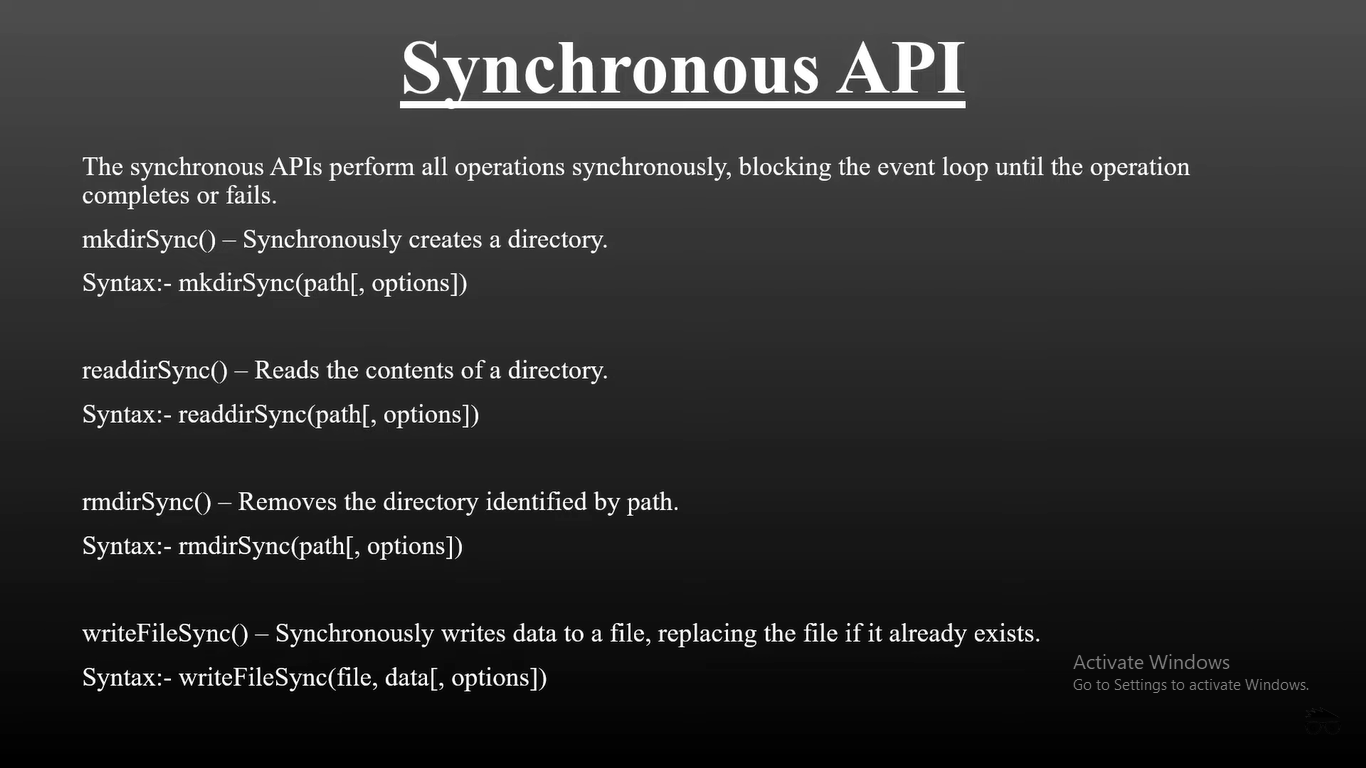 Synchronous API
The synchronous APIs perform all operations synchronously, blocking the event loop until the operation
completes or fails.
mkdirSync() – Synchronously creates a directory.
Syntax:- mkdirSync(path[, options])
readdirSync() – Reads the contents of a directory.
Syntax:- readdirSync(path[, options])
rmdirSync() – Removes the directory identified by path.
Syntax:- rmdirSync(path[, options])
writeFileSync() – Synchronously writes data to a file, replacing the file if it already exists.
Syntax:- writeFileSync(file, data[, options])
Activate Windows
Go to Settings to activate Windows.